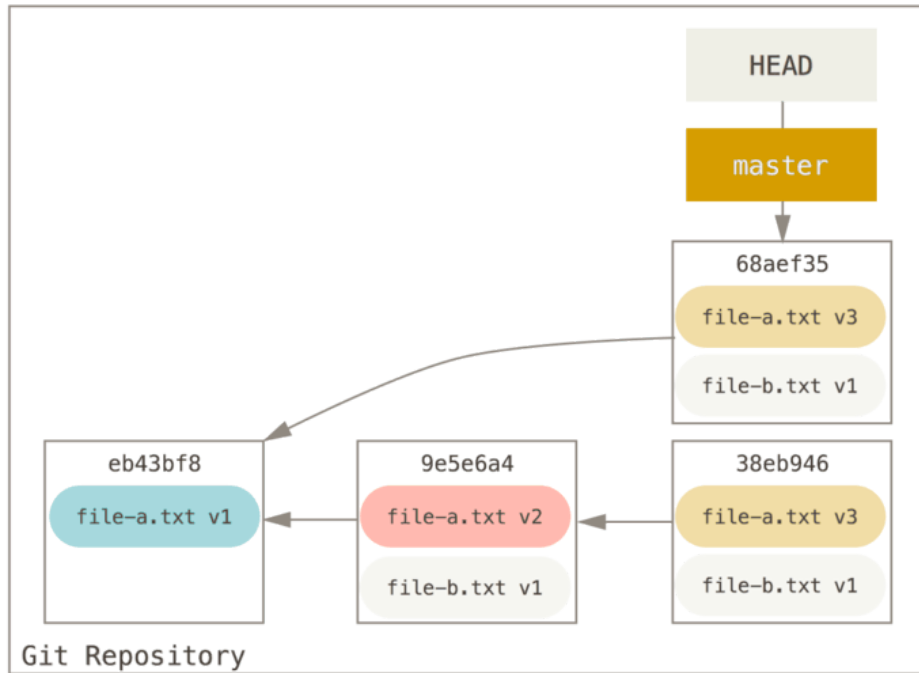 HEAD
master
68aef35
file-a.txt v3
file-b.txt v1
eb43bf8
file-a.txt v1
9e5e6a4
file-a.txt v2
file-b.txt v1
38eb946
file-a.txt v3
file-b.txt v1
Git Repository